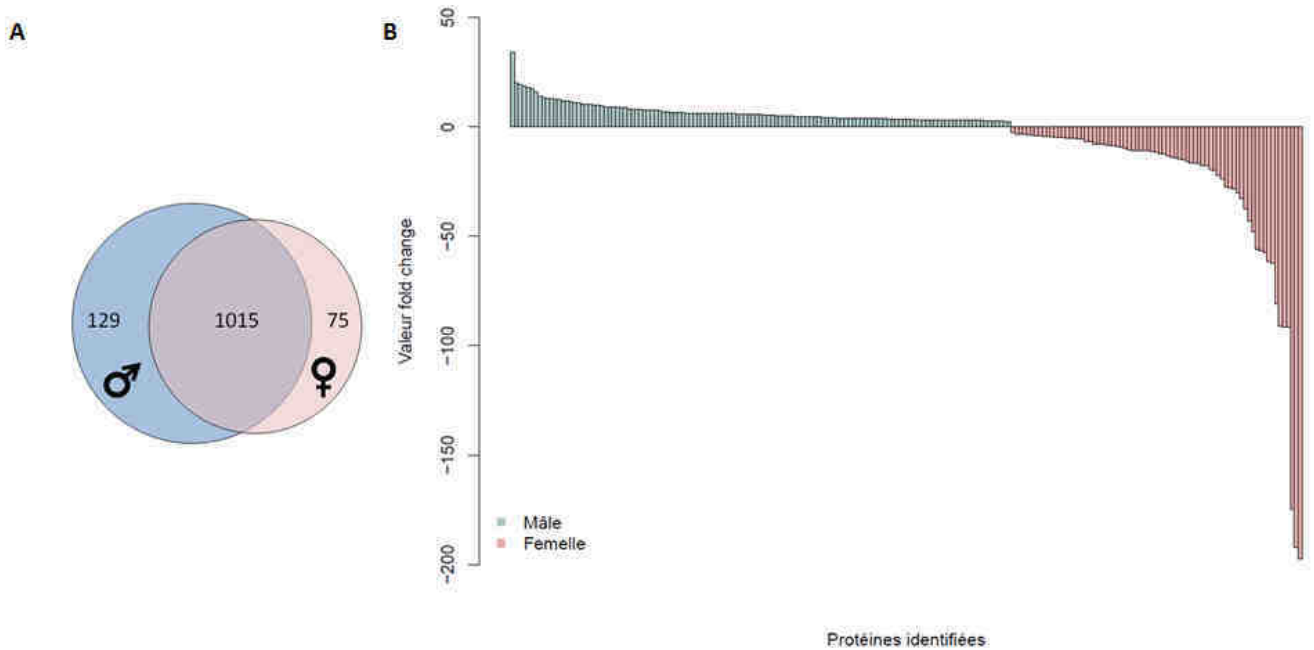 A
B
129
1015
75
♂
♀
Valeur fold change
50
0
−50
−100
−150
−200
Mâle
Femelle
Protéines identifiées